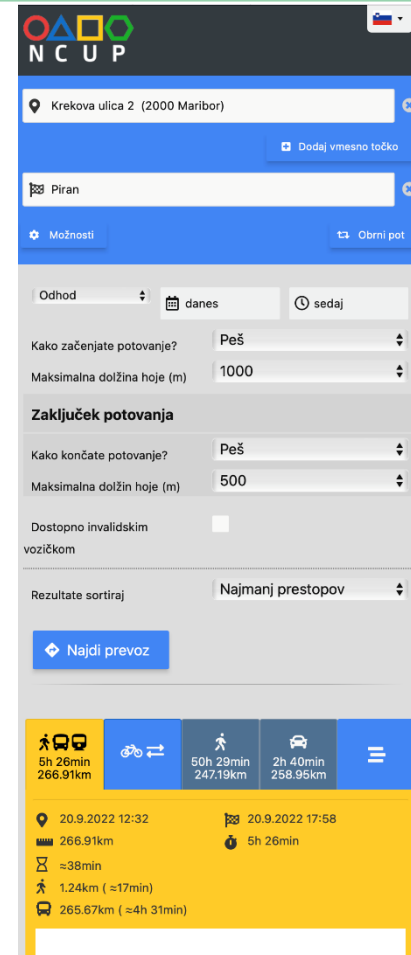 NCUP
Krekova ulica 2 (2000 Maribor)
Dodaj vmesno točko
Piran
Možnosti
Obrni pot
Odhod
danes
sedaj
Kako začenjate potovanje?
Peš
Maksimalna dolžina hoje (m)
1000
Zaključek potovanja
Kako končate potovanje?
Peš
Maksimalna dolžin hoje (m)
500
Dostopno invalidskim
vozičkom
Rezultate sortiraj
Najmanj prestopov
Najdi prevoz
5h 26min
266.91km
50h 29min
247.19km
2h 40min
258.95km
20.9.2022 12:32
20.9.2022 17:58
266.91km
5h 26min
≈38min
1.24km ( ≈17min)
265.67km ( ≈4h 31min)